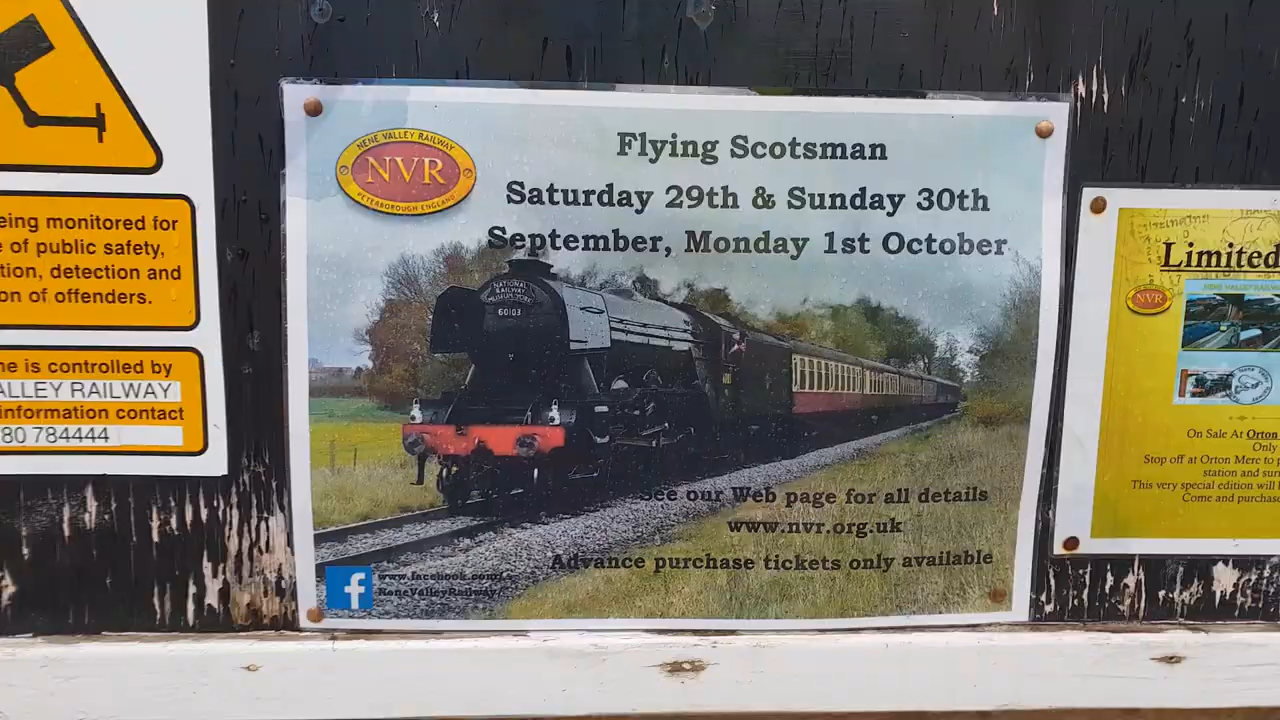 eing monitored for
e of public safety,
tion, detection and
on of offenders.
ne is controlled by
ALLEY RAILWAY
information contact
80 784444
NENE VALLEY RAILWAY
NVR
PETERBOROUGH ENGLAND
Flying Scotsman
Saturday 29th & Sunday 30th
September, Monday 1st October
NATIONAL
RAILWAY
MUSEUM YORK
60103
See our Web page for all details
www.nvr.org.uk
Advance purchase tickets only available
www.facebook.com/
NeneValleyRailway/
Limited
NVR
On Sale At Orton
Only
Stop off at Orton Mere to p
station and sur
This very special edition will
Come and purchas